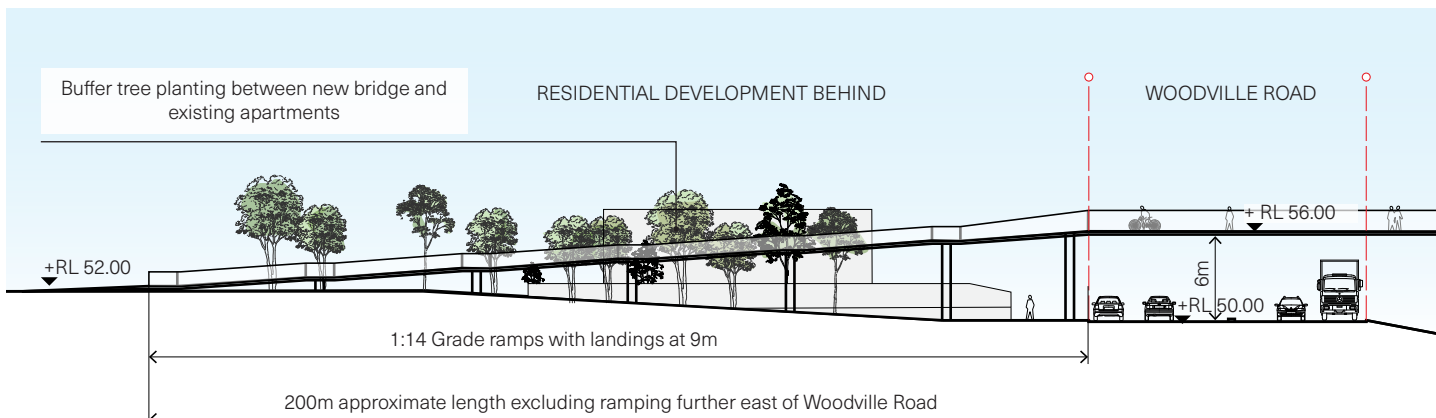 Buffer tree planting between new bridge and
existing apartments
RESIDENTIAL DEVELOPMENT BEHIND
WOODVILLE ROAD
+ RL 56.00
+RL 52.00
6m
+RL 50.00
1:14 Grade ramps with landings at 9m
200m approximate length excluding ramping further east of Woodville Road